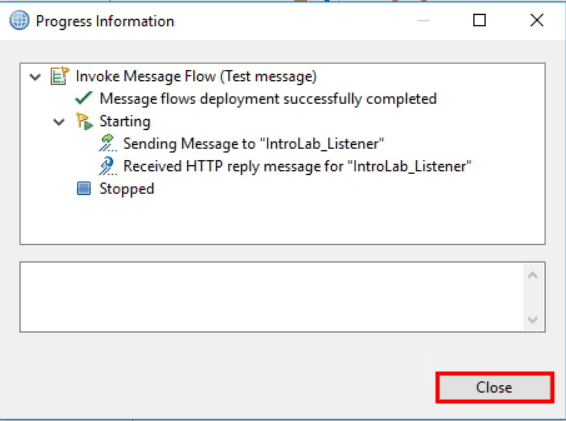 Progress Information
Invoke Message Flow (Test message)
Message flows deployment successfully completed
Starting
Sending Message to "IntroLab_Listener"
Received HTTP reply message for "IntroLab_Listener"
Stopped
Close